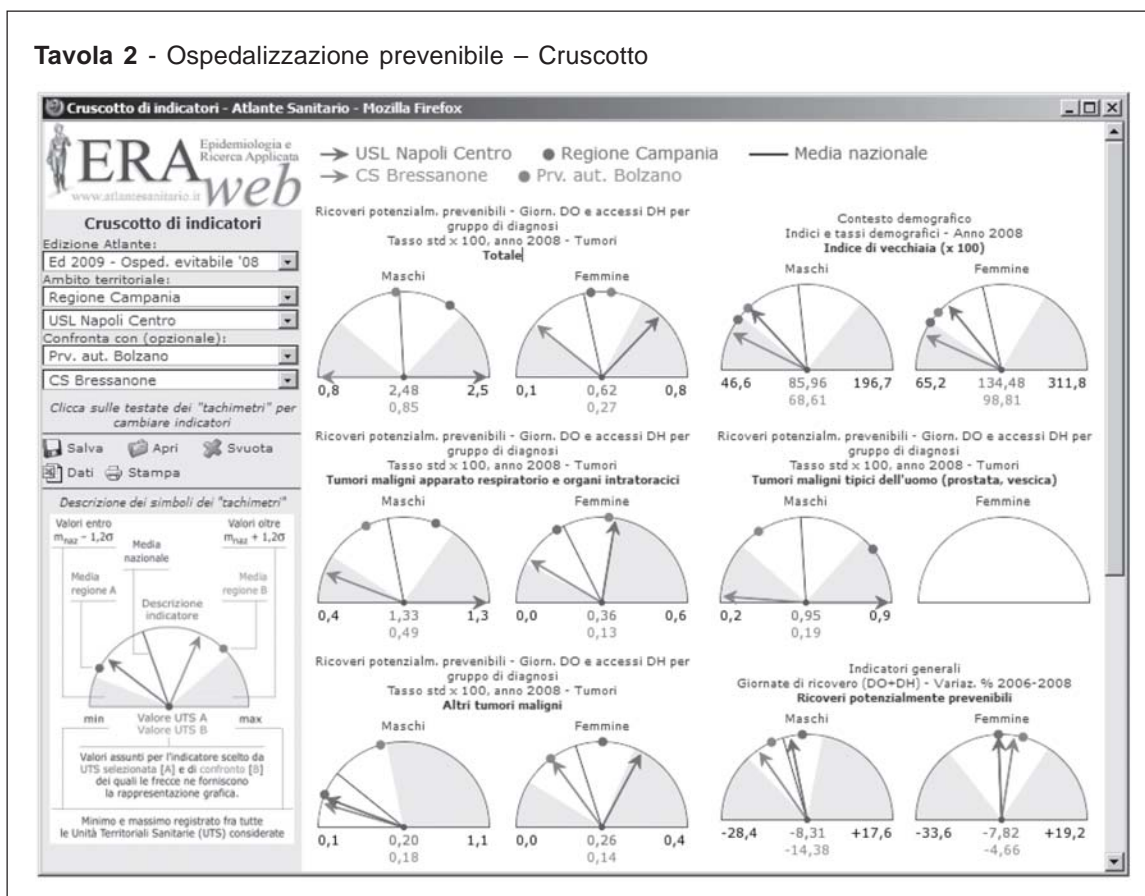 Tavola 2 - Ospedalizzazione prevenibile – Cruscotto
Cruscotto di indicatori - Atlante Sanitario - Mozilla Firefox
ERA web
Epidemiologia e
Ricerca Applicata
www.atlantesanitario.it
Cruscotto di indicatori
Edizione Atlante:
Ed 2009 - Osped. evitabile '08
Ambito territoriale:
Regione Campania
USL Napoli Centro
Confronta con (opzionale):
Prv. aut. Bolzano
CS Bressanone
Clicca sulle testate dei "tachimetri" per
cambiare indicatori
Salva Apri Svuota
Dati Stampa
Descrizione dei simboli dei "tachimetri"
Valori entro
mnaz - 1,2σ
Valori oltre
mnaz + 1,2σ
Media
nazionale
Media
regione A
Media
regione B
Descrizione
indicatore
min Valore UTS A max
Valore UTS B
Valori assunti per l'indicatore scelto da
UTS selezionata [A] e di confronto [B]
dei quali le frecce ne forniscono
la rappresentazione grafica.
Minimo e massimo registrato fra tutte
le Unità Territoriali Sanitarie (UTS) considerate
USL Napoli Centro Regione Campania Media nazionale
CS Bressanone Prv. aut. Bolzano
Ricoveri potenzialm. prevenibili - Giorn. DO e accessi DH per
gruppo di diagnosi
Tasso std x 100, anno 2008 - Tumori
Totale
Maschi Femmine
0,8 2,48 2,5 0,1 0,62 0,8
0,85 0,27
Contesto demografico
Indici e tassi demografici - Anno 2008
Indice di vecchiaia (x 100)
Maschi Femmine
46,6 85,96 196,7 65,2 134,48 311,8
68,61 98,81
Ricoveri potenzialm. prevenibili - Giorn. DO e accessi DH per
gruppo di diagnosi
Tasso std x 100, anno 2008 - Tumori
Tumori maligni apparato respiratorio e organi intratoracici
Maschi Femmine
0,4 1,33 1,3 0,0 0,36 0,6
0,49 0,13
Ricoveri potenzialm. prevenibili - Giorn. DO e accessi DH per
gruppo di diagnosi
Tasso std x 100, anno 2008 - Tumori
Tumori maligni tipici dell'uomo (prostata, vescica)
Maschi Femmine
0,2 0,95 0,9
0,19
Ricoveri potenzialm. prevenibili - Giorn. DO e accessi DH per
gruppo di diagnosi
Tasso std x 100, anno 2008 - Tumori
Altri tumori maligni
Maschi Femmine
0,1 0,20 1,1 0,0 0,26 0,4
0,18 0,14
Indicatori generali
Giornate di ricovero (DO+DH) - Variaz. % 2006-2008
Ricoveri potenzialmente prevenibili
Maschi Femmine
-28,4 -8,31 +17,6 -33,6 -7,82 +19,2
-14,38 -4,66